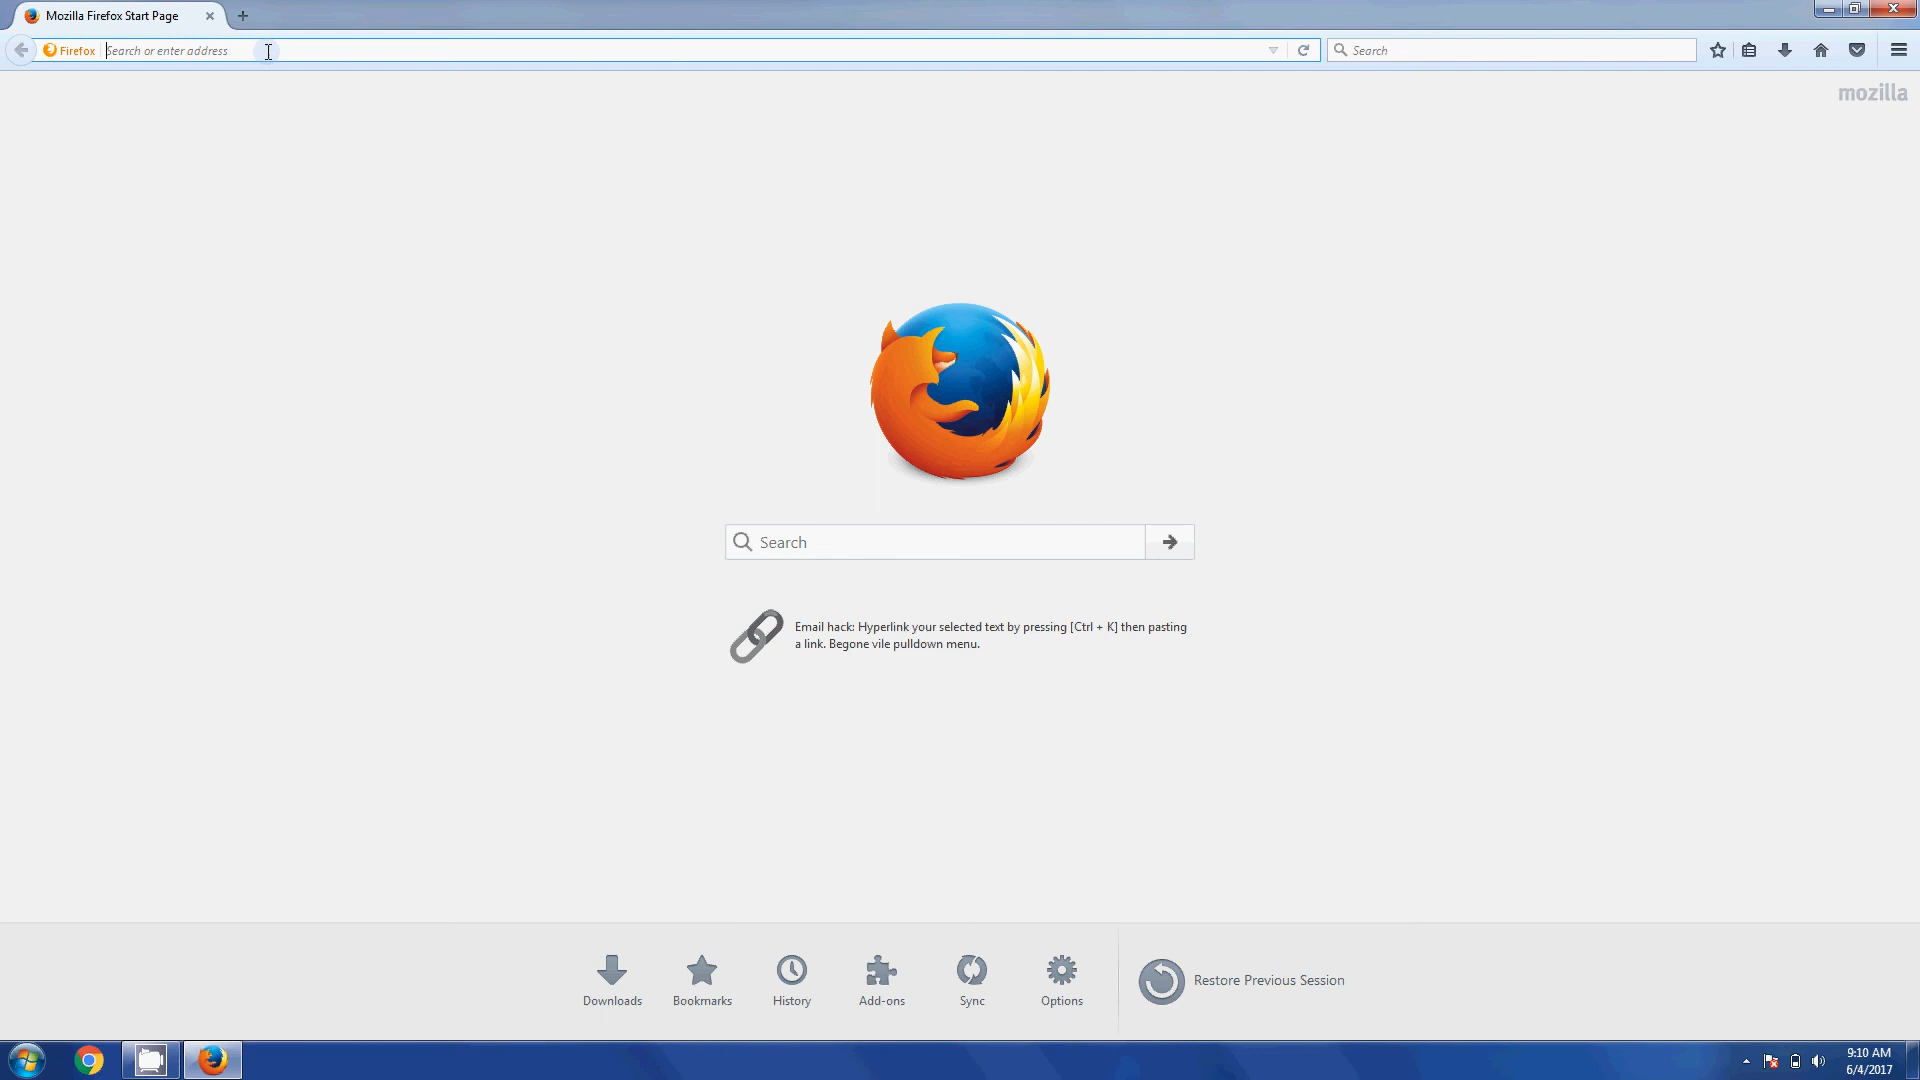 Mozilla Firefox Start Page
Firefox
Search or enter address
Search
mozilla
Search
Email hack: Hyperlink your selected text by pressing [Ctrl + K] then pasting
a link. Begone vile pulldown menu.
Downloads
Bookmarks
History
Add-ons
Sync
Options
Restore Previous Session
9:10 AM
6/4/2017